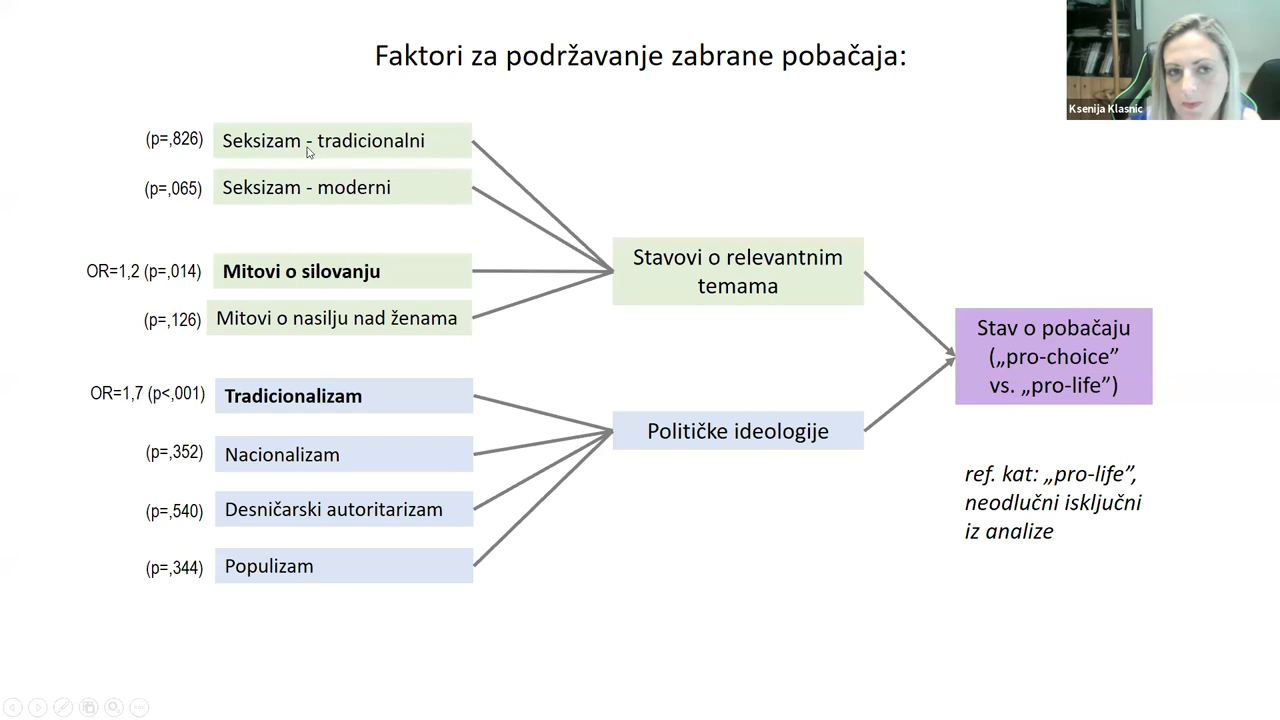 Faktori za podržavanje zabrane pobačaja:
Ksenija Klasnic
(p=,826) Seksizam - tradicionalni
(p=,065) Seksizam - moderni
OR=1,2 (p=,014) Mitovi o silovanju
(p=,126) Mitovi o nasilju nad ženama
Stavovi o relevantnim
temama
OR=1,7 (p<,001) Tradicionalizam
(p=,352) Nacionalizam
(p=,540) Desničarski autoritarizam
(p=,344) Populizam
Političke ideologije
Stav o pobačaju
(„pro-choice”
vs. „pro-life”)
ref. kat: „pro-life”,
neodlučni isključni
iz analize